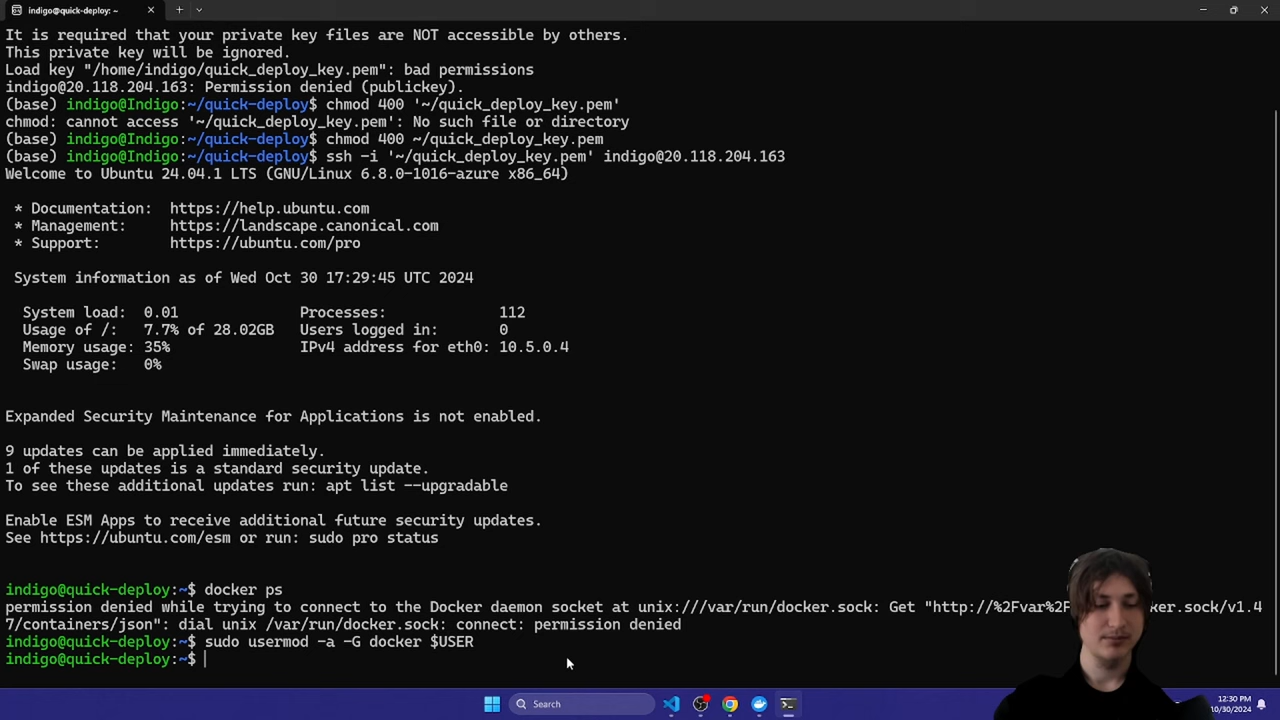 indigo@quick-deploy: ~
It is required that your private key files are NOT accessible by others.
This private key will be ignored.
Load key "/home/indigo/quick_deploy_key.pem": bad permissions
indigo@20.118.204.163: Permission denied (publickey).
(base) indigo@Indigo:~/quick-deploy$ chmod 400 '~/quick_deploy_key.pem'
chmod: cannot access '~/quick_deploy_key.pem': No such file or directory
(base) indigo@Indigo:~/quick-deploy$ chmod 400 ~/quick_deploy_key.pem
(base) indigo@Indigo:~/quick-deploy$ ssh -i '~/quick_deploy_key.pem' indigo@20.118.204.163
Welcome to Ubuntu 24.04.1 LTS (GNU/Linux 6.8.0-1016-azure x86_64)
* Documentation: https://help.ubuntu.com
* Management: https://landscape.canonical.com
* Support: https://ubuntu.com/pro
System information as of Wed Oct 30 17:29:45 UTC 2024
System load: 0.01 Processes: 112
Usage of /: 7.7% of 28.02GB Users logged in: 0
Memory usage: 35% IPv4 address for eth0: 10.5.0.4
Swap usage: 0%
Expanded Security Maintenance for Applications is not enabled.
9 updates can be applied immediately.
1 of these updates is a standard security update.
To see these additional updates run: apt list --upgradable
Enable ESM Apps to receive additional future security updates.
See https://ubuntu.com/esm or run: sudo pro status
indigo@quick-deploy:~$ docker ps
permission denied while trying to connect to the Docker daemon socket at unix:///var/run/docker.sock: Get "http://%2Fvar%2F ker.sock/v1.4
7/containers/json": dial unix /var/run/docker.sock: connect: permission denied
indigo@quick-deploy:~$ sudo usermod -a -G docker $USER
indigo@quick-deploy:~$
Search
12:30 PM
10/30/2024